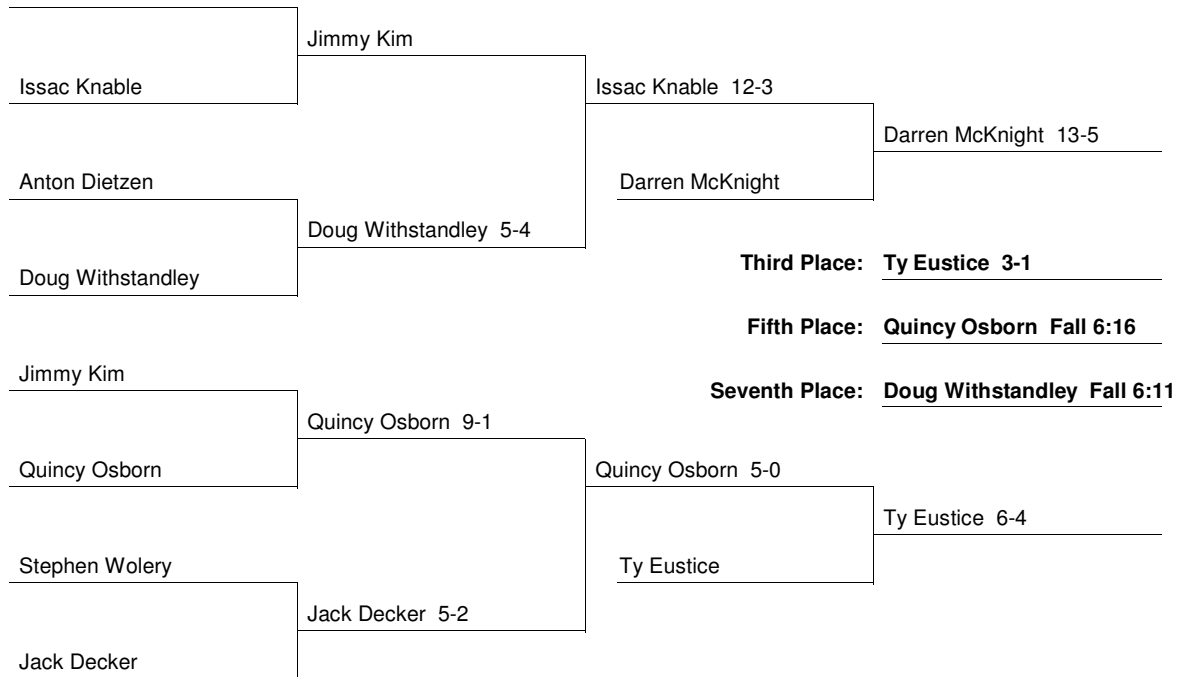 Jimmy Kim
Issac Knable
Issac Knable 12-3
Darren McKnight 13-5
Anton Dietzen
Darren McKnight
Doug Withstandley 5-4
Third Place: Ty Eustice 3-1
Doug Withstandley
Fifth Place: Quincy Osborn Fall 6:16
Jimmy Kim
Seventh Place: Doug Withstandley Fall 6:11
Quincy Osborn 9-1
Quincy Osborn
Quincy Osborn 5-0
Ty Eustice 6-4
Stephen Wolery
Ty Eustice
Jack Decker 5-2
Jack Decker